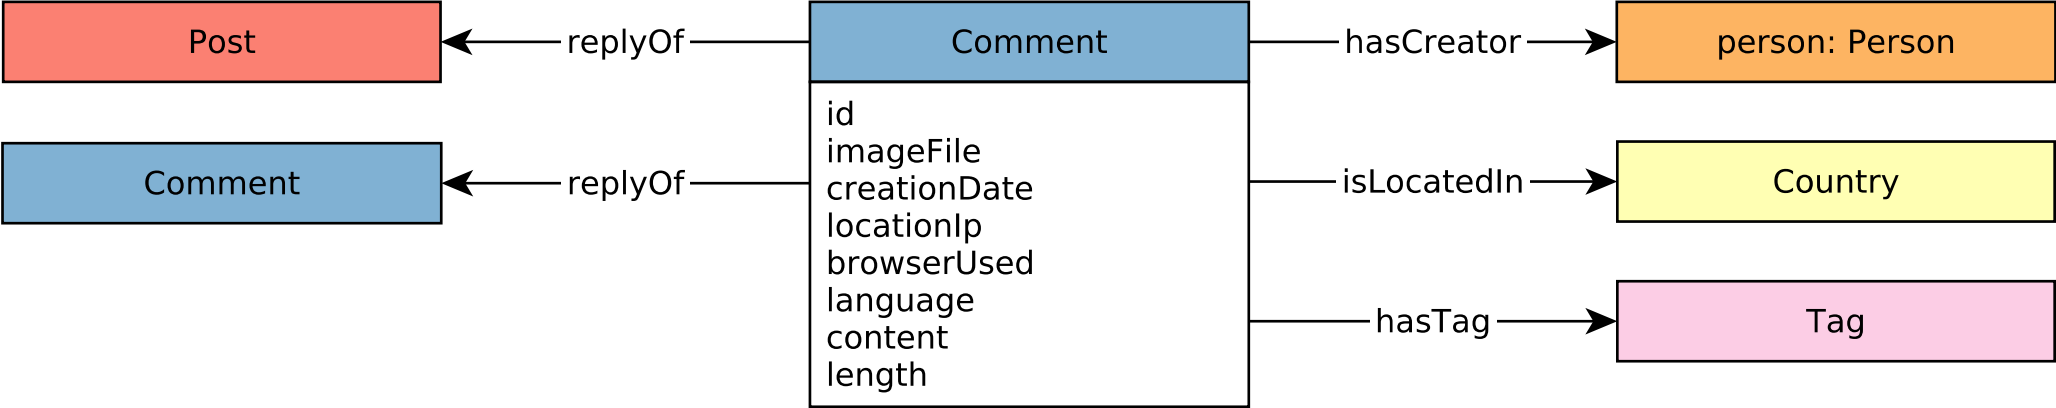 Post
replyOf
Comment
hasCreator
person: Person
id
imageFile
creationDate
locationIp
browserUsed
language
content
length
Comment
replyOf
isLocatedIn
Country
hasTag
Tag